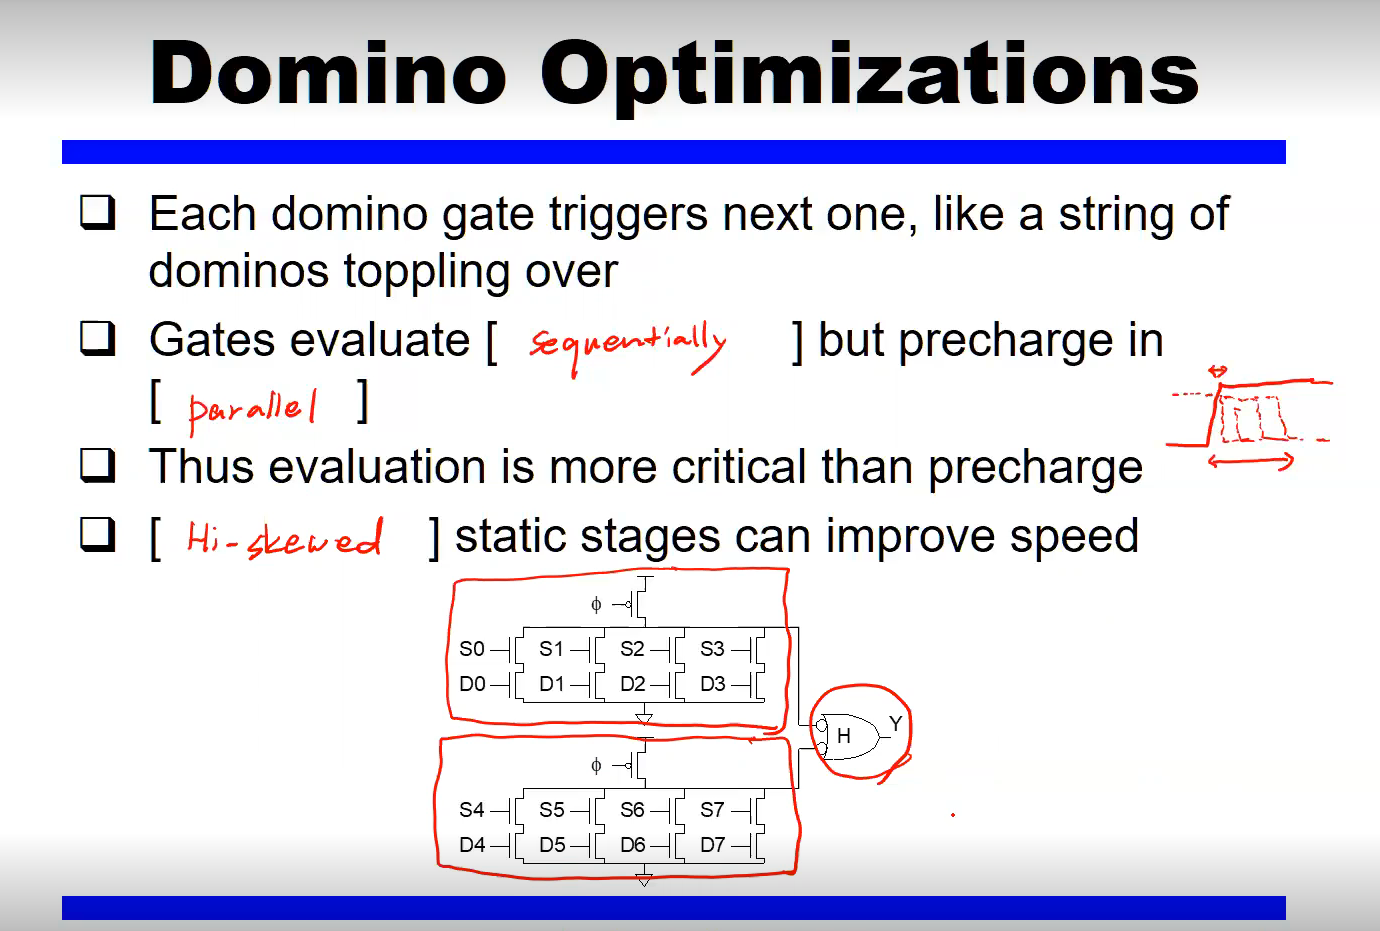 Domino Optimizations
❑ Each domino gate triggers next one, like a string of
dominos toppling over
❑ Gates evaluate [ sequentially ] but precharge in
[ parallel ]
❑ Thus evaluation is more critical than precharge
❑ [ Hi-skewed ] static stages can improve speed
ϕ
S0 S1 S2 S3
D0 D1 D2 D3
H Y
ϕ
S4 S5 S6 S7
D4 D5 D6 D7